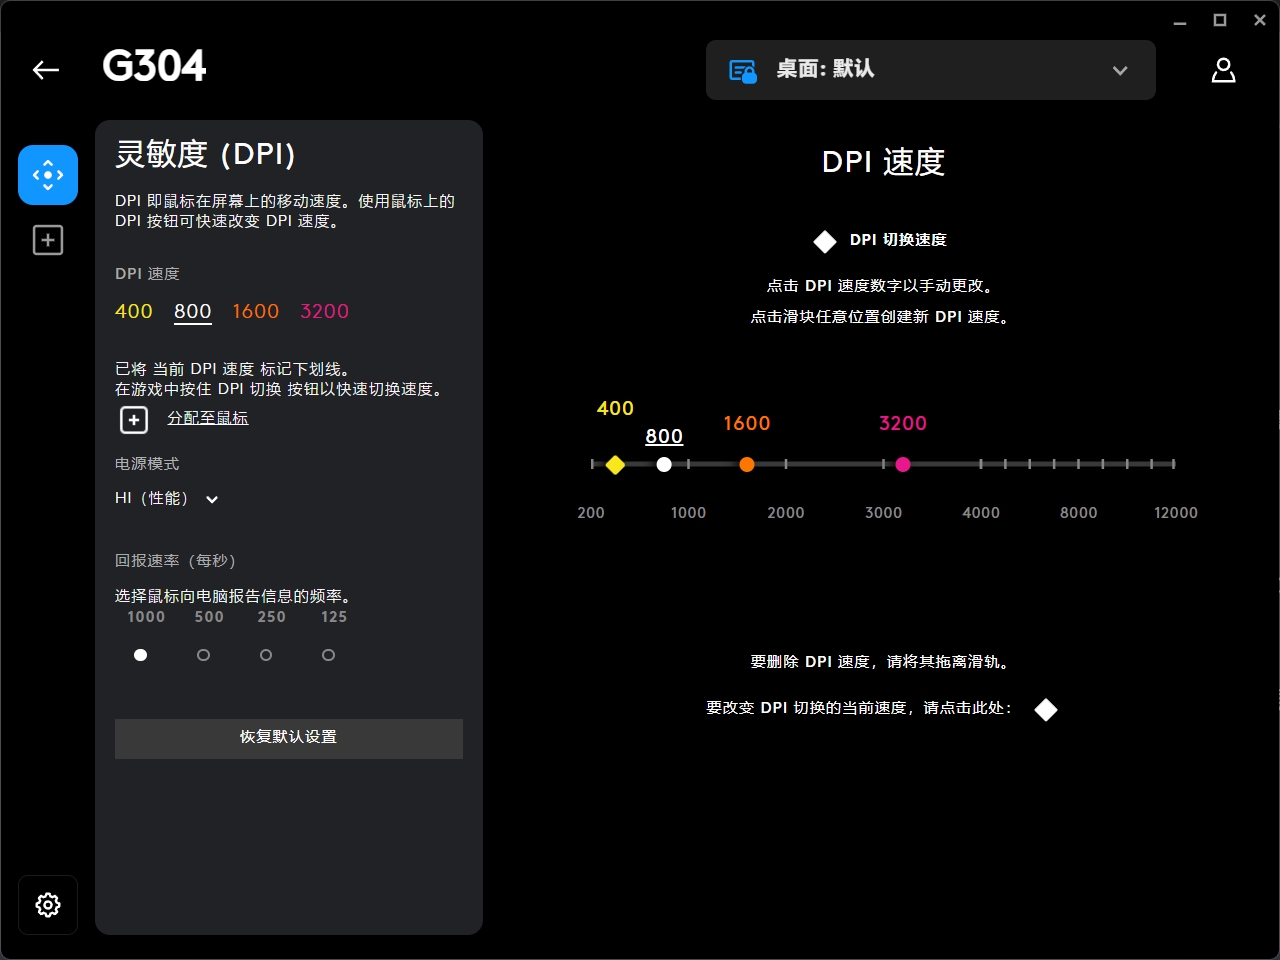 G304
桌面: 默认
灵敏度 (DPI)
DPI 即鼠标在屏幕上的移动速度。使用鼠标上的
DPI 按钮可快速改变 DPI 速度。
DPI 速度
400 800 1600 3200
已将 当前 DPI 速度 标记下划线。
在游戏中按住 DPI 切换 按钮以快速切换速度。
分配至鼠标
电源模式
HI（性能）
回报速率（每秒）
选择鼠标向电脑报告信息的频率。
1000 500 250 125
恢复默认设置
DPI 速度
DPI 切换速度
点击 DPI 速度数字以手动更改。
点击滑块任意位置创建新 DPI 速度。
400 800 1600 3200
200 1000 2000 3000 4000 8000 12000
要删除 DPI 速度，请将其拖离滑轨。
要改变 DPI 切换的当前速度，请点击此处：